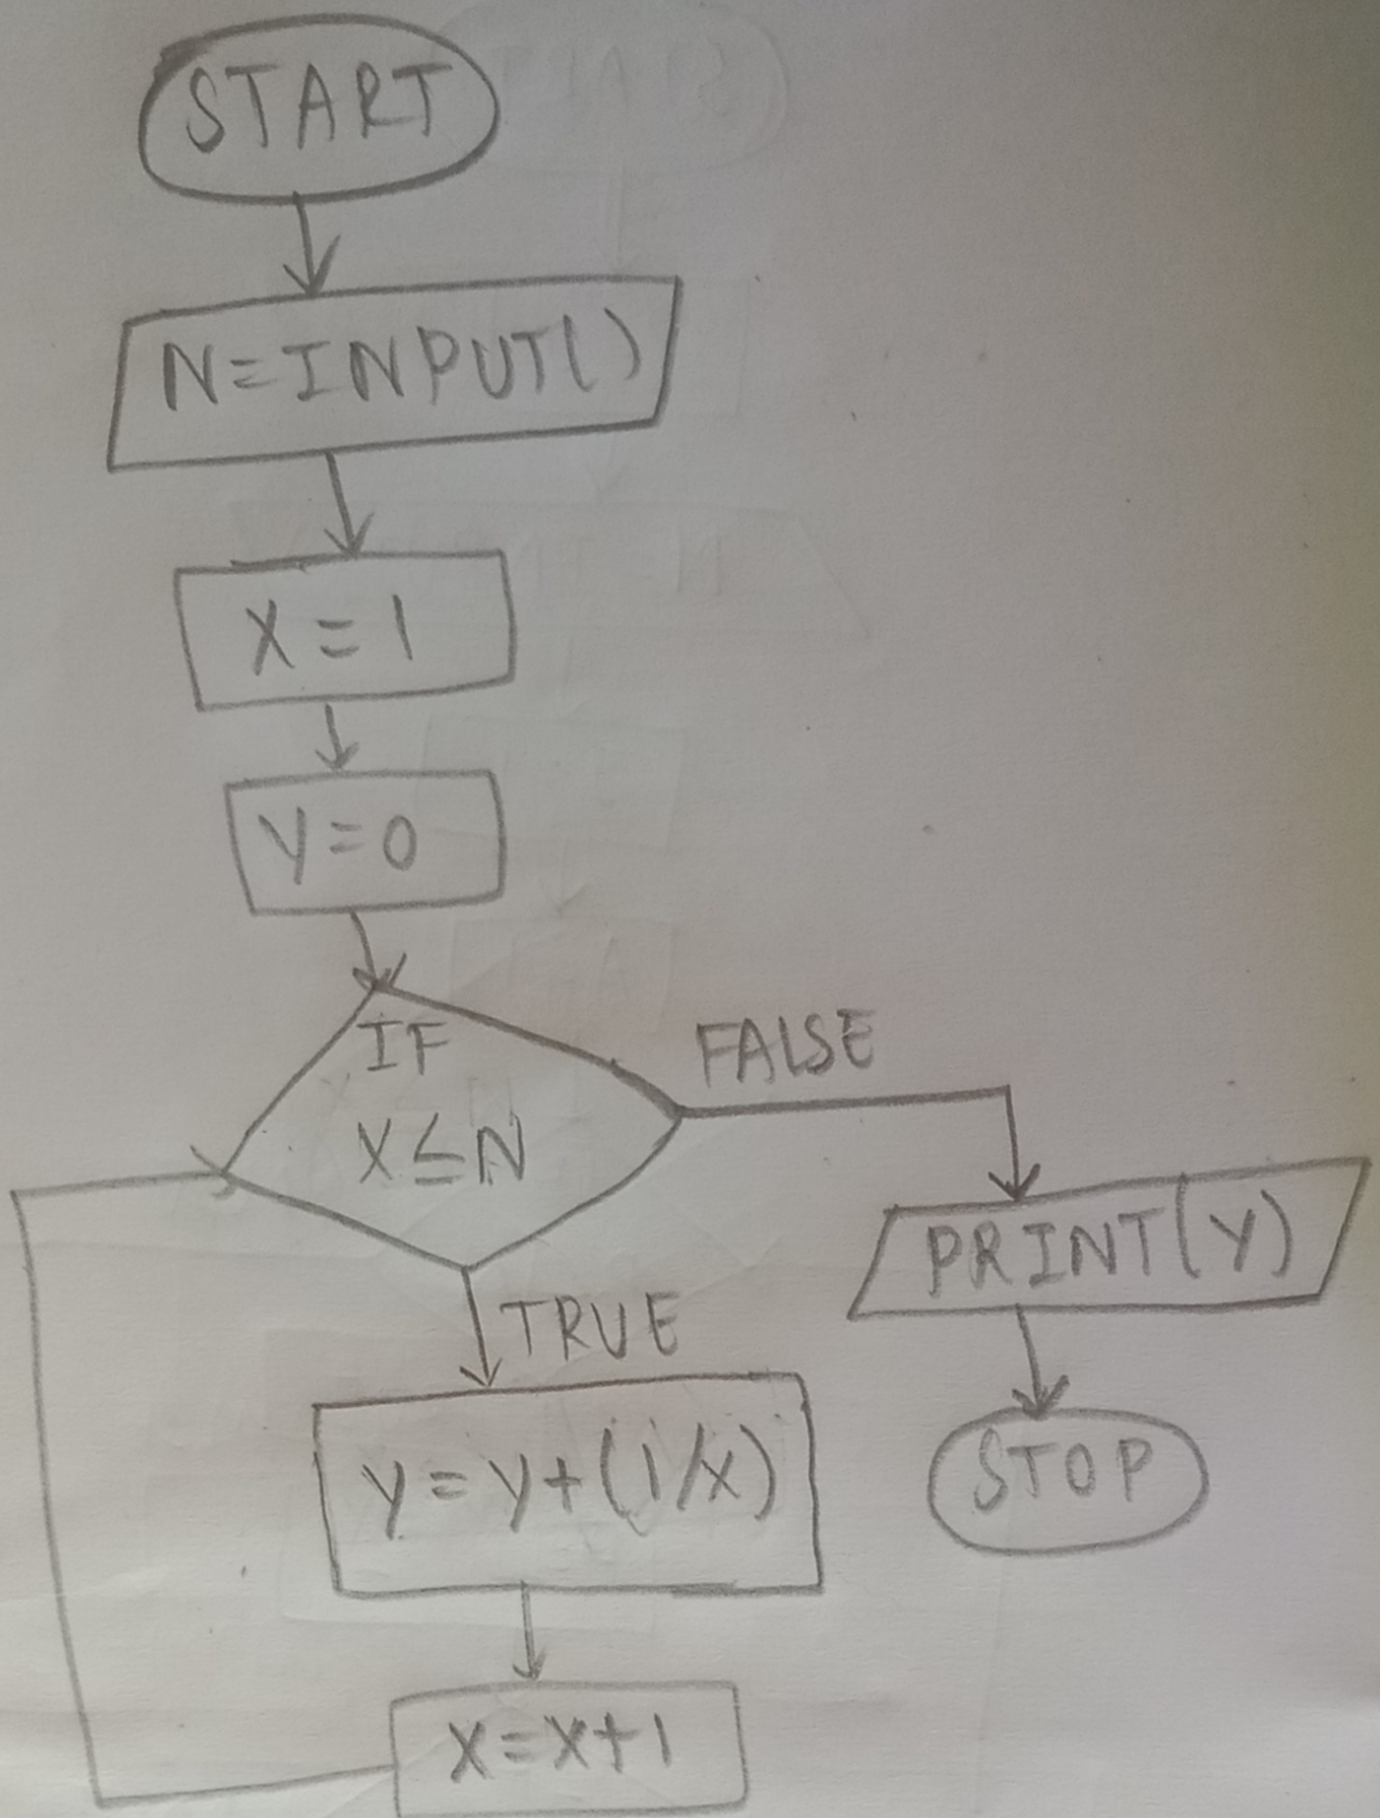 START
N=INPUT()
X=1
Y=0
IF
X≤N
FALSE
PRINT(Y)
STOP
TRUE
Y=Y+(1/X)
X=X+1